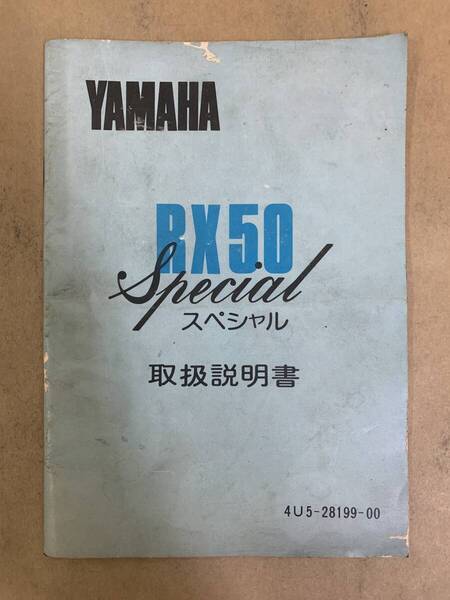 YAMAHA
RX50
Special
スペシャル
取扱説明書
4U5-28199-00